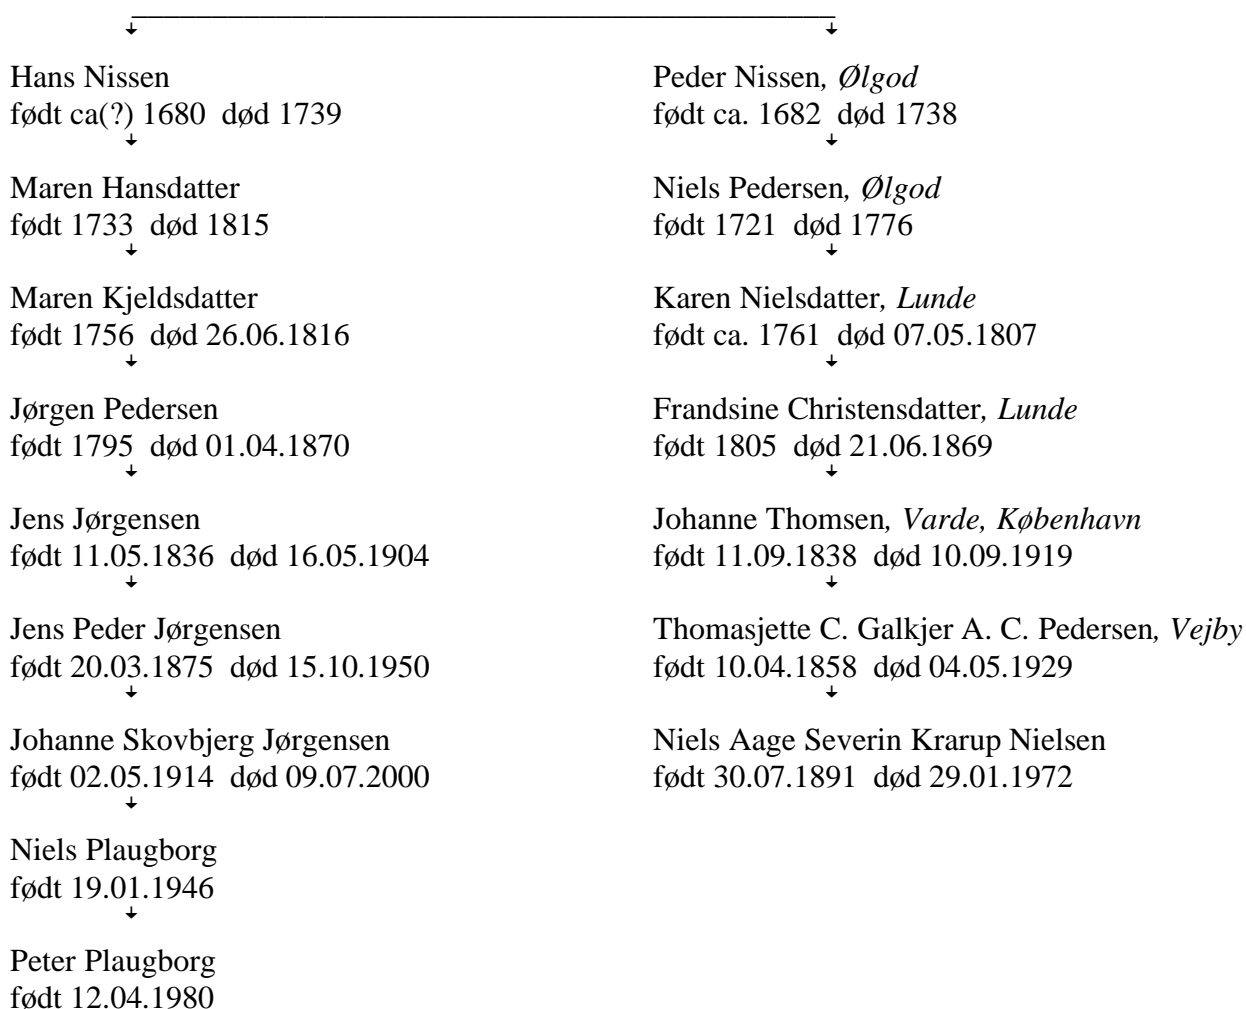 Hans Nissen
født ca(?) 1680 død 1739
Maren Hansdatter
født 1733 død 1815
Maren Kjeldsdatter
født 1756 død 26.06.1816
Jørgen Pedersen
født 1795 død 01.04.1870
Jens Jørgensen
født 11.05.1836 død 16.05.1904
Jens Peder Jørgensen
født 20.03.1875 død 15.10.1950
Johanne Skovbjerg Jørgensen
født 02.05.1914 død 09.07.2000
Niels Plaugborg
født 19.01.1946
Peter Plaugborg
født 12.04.1980
Peder Nissen, Ølgod
født ca. 1682 død 1738
Niels Pedersen, Ølgod
født 1721 død 1776
Karen Nielsdatter, Lunde
født ca. 1761 død 07.05.1807
Frandsine Christensdatter, Lunde
født 1805 død 21.06.1869
Johanne Thomsen, Varde, København
født 11.09.1838 død 10.09.1919
Thomasjette C. Galkjer A. C. Pedersen, Vejby
født 10.04.1858 død 04.05.1929
Niels Aage Severin Krarup Nielsen
født 30.07.1891 død 29.01.1972